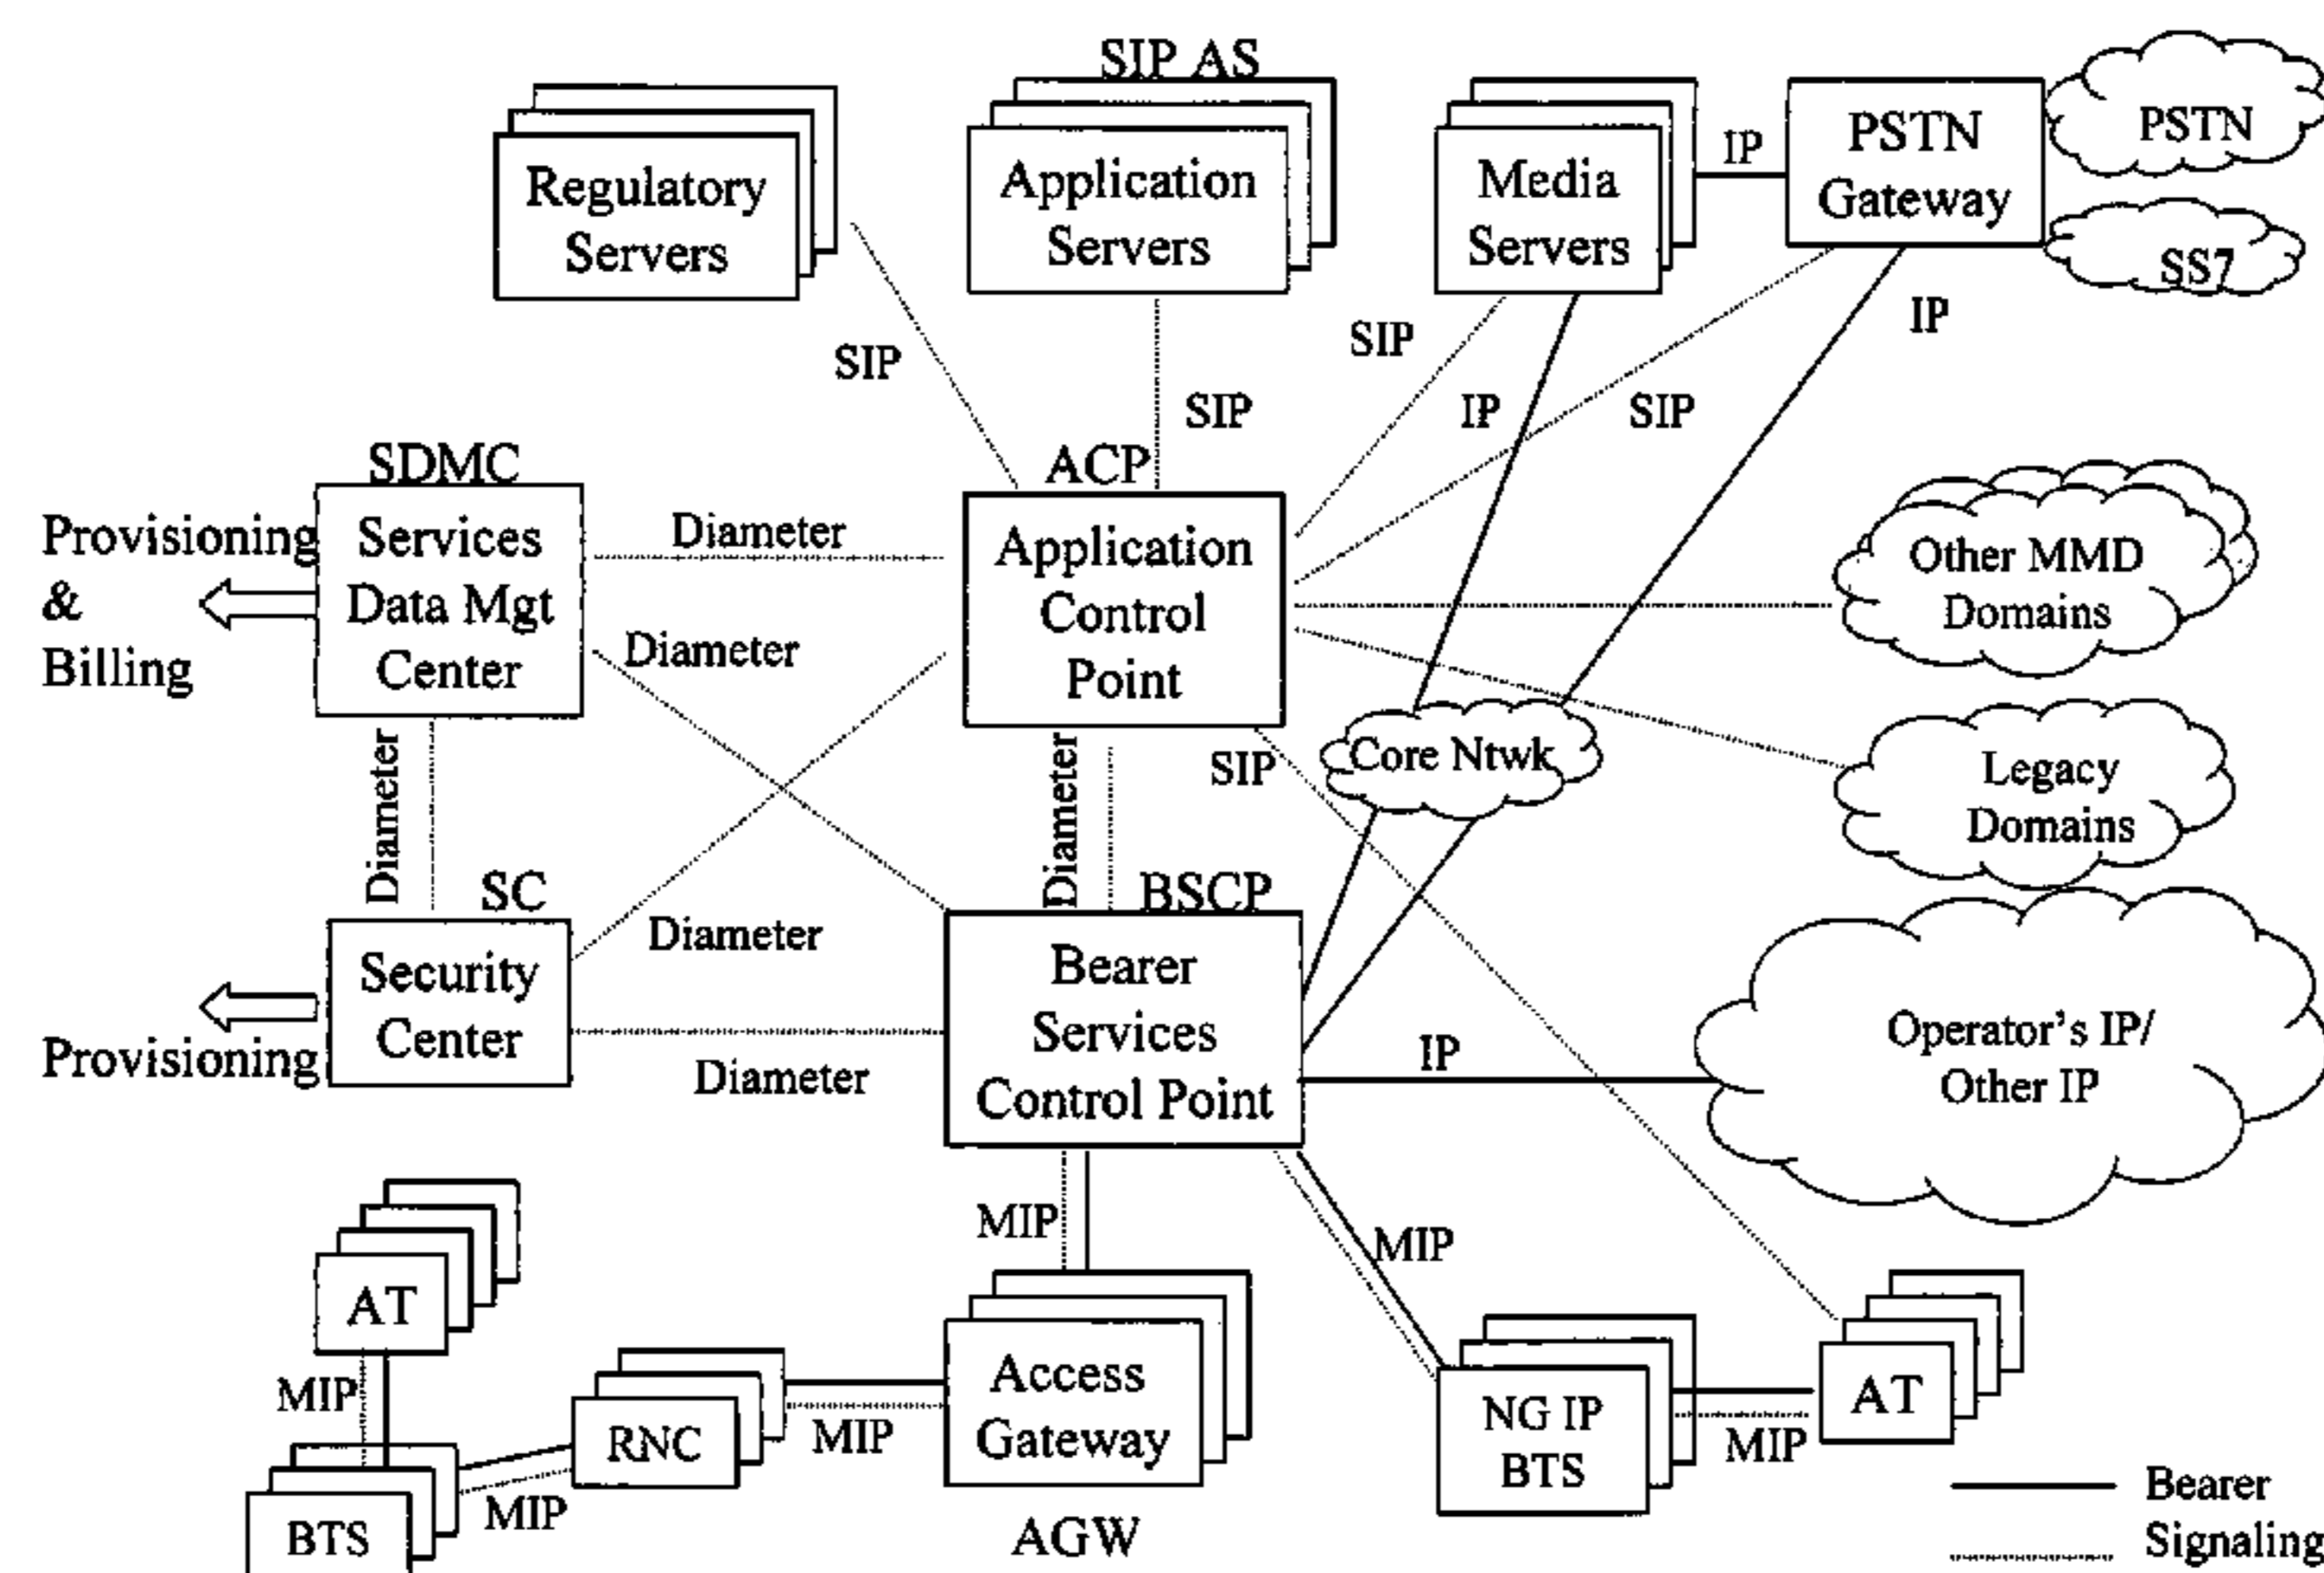 SIP AS
Regulatory
Servers
Application
Servers
Media
Servers
IP
PSTN
Gateway
PSTN
SS7
SIP
SIP
SIP
IP
SIP
IP
SDMC
Services
Data Mgt
Center
Provisioning
&
Billing
Diameter
Diameter
ACP
Application
Control
Point
Other MMD
Domains
Legacy
Domains
Core Ntwk
SIP
Diameter
Diameter
SC
Security
Center
Provisioning
Diameter
Diameter
BSCP
Bearer
Services
Control Point
IP
Operator's IP/
Other IP
AT
MIP
BTS
MIP
RNC
MIP
MIP
Access
Gateway
AGW
MIP
NG IP
BTS
MIP
AT
Bearer
Signaling